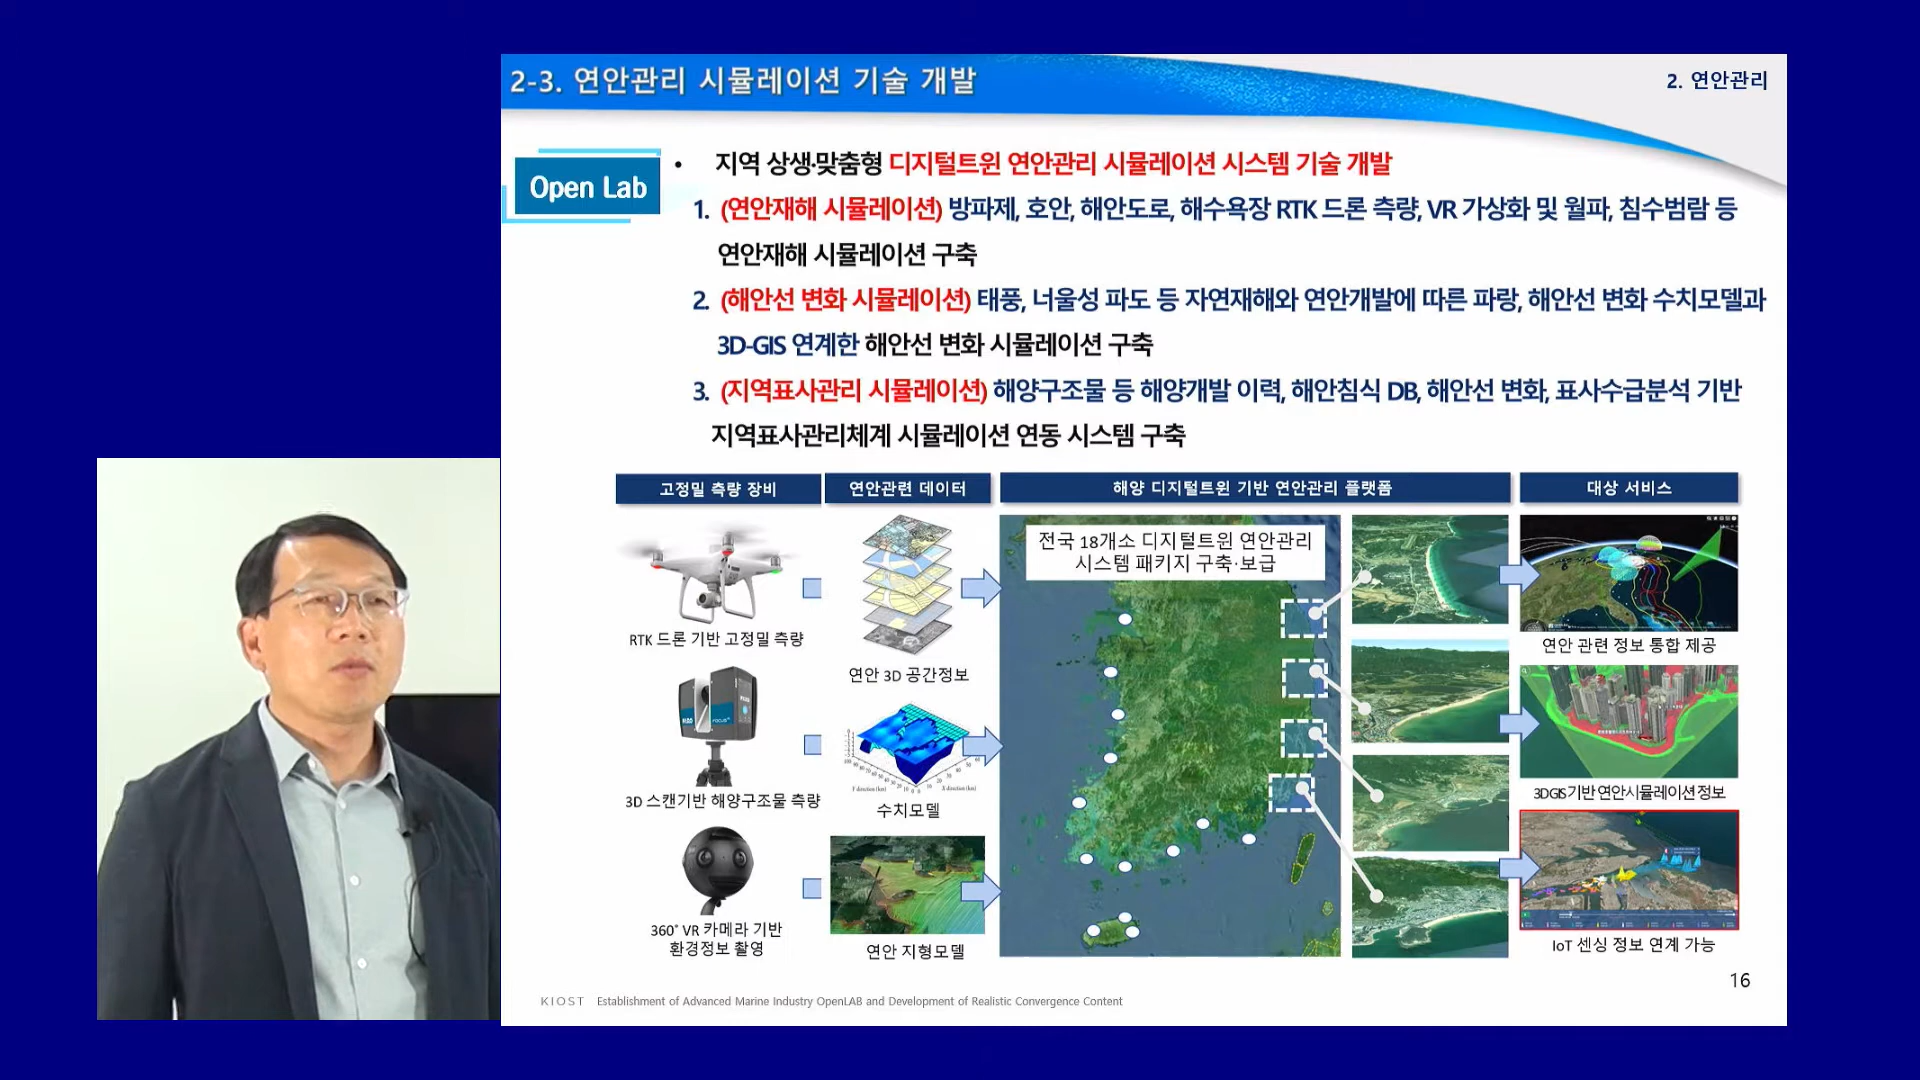 2-3. 연안관리 시뮬레이션 기술 개발
2. 연안관리
Open Lab
• 지역 상생·맞춤형 디지털트윈 연안관리 시뮬레이션 시스템 기술 개발
1. (연안재해 시뮬레이션) 방파제, 호안, 해안도로, 해수욕장 RTK 드론 측량, VR 가상화 및 월파, 침수범람 등
연안재해 시뮬레이션 구축
2. (해안선 변화 시뮬레이션) 태풍, 너울성 파도 등 자연재해와 연안개발에 따른 파랑, 해안선 변화 수치모델과
3D-GIS 연계한 해안선 변화 시뮬레이션 구축
3. (지역표사관리 시뮬레이션) 해양구조물 등 해양개발 이력, 해안침식 DB, 해안선 변화, 표사수급분석 기반
지역표사관리체계 시뮬레이션 연동 시스템 구축
고정밀 측량 장비
연안관련 데이터
해양 디지털트윈 기반 연안관리 플랫폼
대상 서비스
전국 18개소 디지털트윈 연안관리
시스템 패키지 구축·보급
RTK 드론 기반 고정밀 측량
연안 3D 공간정보
연안 관련 정보 통합 제공
FOCUS
3D 스캔기반 해양구조물 측량
Y direction (km)
X direction (km)
수치모델
3DGIS기반 연안시뮬레이션 정보
360° VR 카메라 기반
환경정보 촬영
연안 지형모델
IoT 센싱 정보 연계 가능
16
KIOST Establishment of Advanced Marine Industry OpenLAB and Development of Realistic Convergence Content